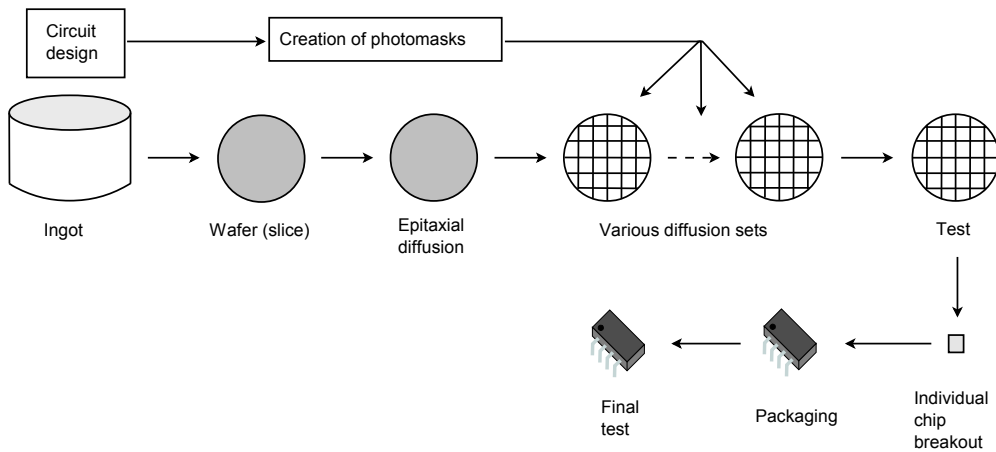 Circuit
design
Creation of photomasks
Ingot
Wafer (slice)
Epitaxial
diffusion
Various diffusion sets
Test
Final
test
Packaging
Individual
chip
breakout